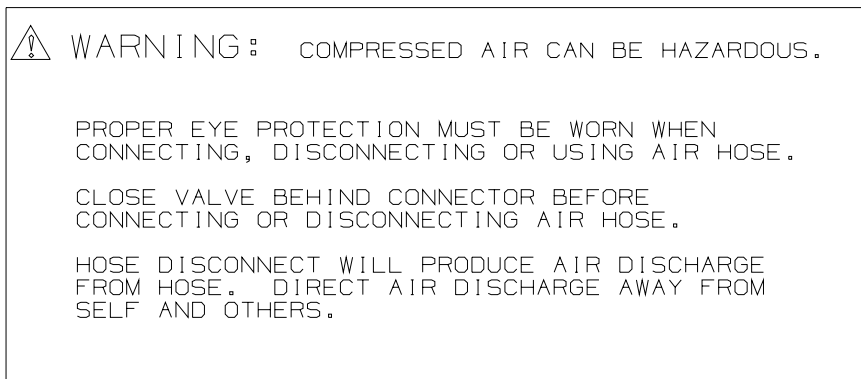 WARNING: COMPRESSED AIR CAN BE HAZARDOUS.
PROPER EYE PROTECTION MUST BE WORN WHEN
CONNECTING, DISCONNECTING OR USING AIR HOSE.
CLOSE VALVE BEHIND CONNECTOR BEFORE
CONNECTING OR DISCONNECTING AIR HOSE.
HOSE DISCONNECT WILL PRODUCE AIR DISCHARGE
FROM HOSE. DIRECT AIR DISCHARGE AWAY FROM
SELF AND OTHERS.